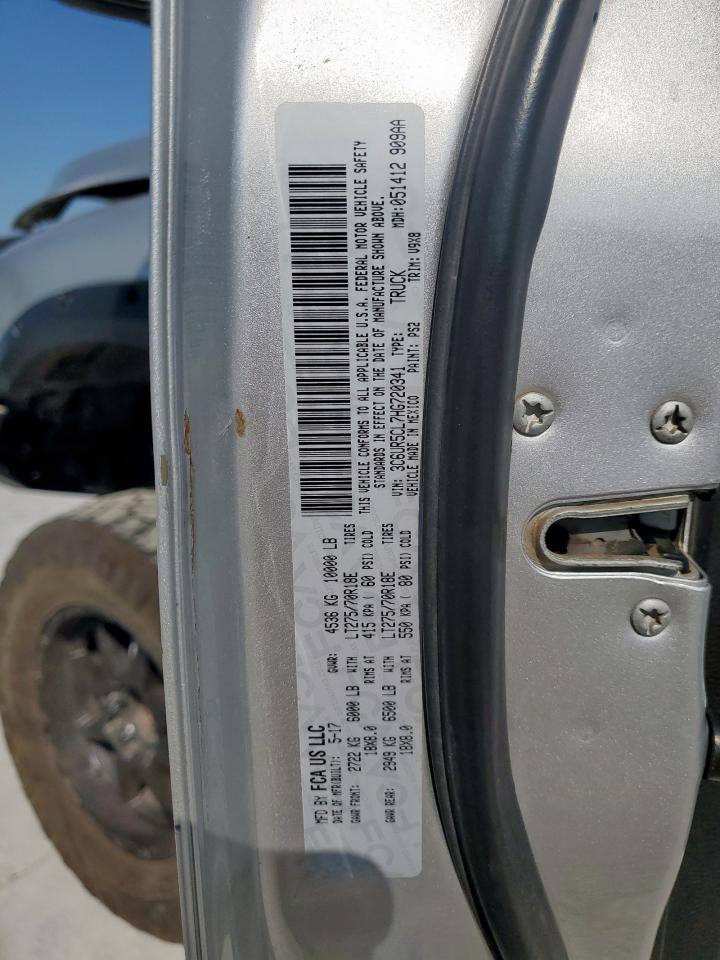 MFD BY FCA US LLC
DATE OF MFR(BUILT): 5-17 GVWR: 4536 KG 10000 LB
GAWR FRONT: 2722 KG 6000 LB WITH LT275/70R18E TIRES
18X8.0 RIMS AT 415 KPA ( 60 PSI) COLD
GAWR REAR: 2949 KG 6500 LB WITH LT275/70R18E TIRES
18X8.0 RIMS AT 550 KPA ( 80 PSI) COLD
THIS VEHICLE CONFORMS TO ALL APPLICABLE U.S.A. FEDERAL MOTOR VEHICLE SAFETY
STANDARDS IN EFFECT ON THE DATE OF MANUFACTURE SHOWN ABOVE.
VIN: 3C6UR5CL7HG720341 TYPE: TRUCK MDH:051412 909AA
VEHICLE MADE IN MEXICO PAINT: PS2 TRIM: V9X8